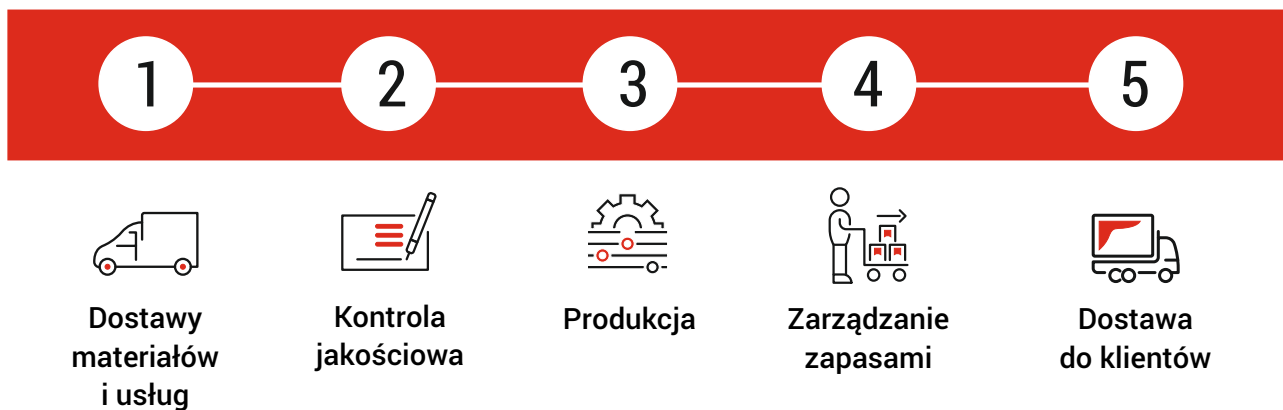 1 2 3 4 5
Dostawy
materiałów
i usług
Kontrola
jakościowa
Produkcja
Zarządzanie
zapasami
Dostawa
do klientów